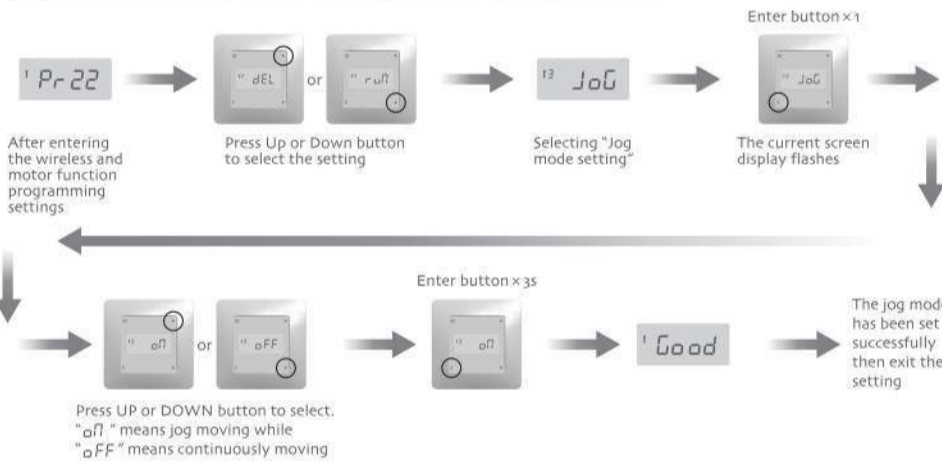 Enter button × 1
1 Pr 22
12 dEL
or
11 run
13 JoG
13 JoG
After entering
the wireless and
motor function
programming
settings
Press Up or Down button
to select the setting
Selecting "Jog
mode setting"
The current screen
display flashes
Enter button × 3s
13 on
or
13 oFF
13 on
1 Good
The jog mode
has been set
successfully
then exit the
setting
Press UP or DOWN button to select.
"on" means jog moving while
"oFF" means continuously moving